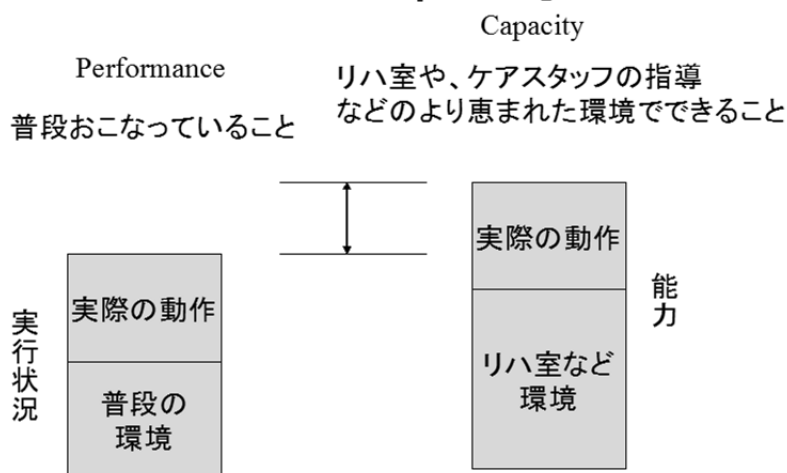 Capacity
Performance
リハ室や、ケアスタッフの指導
などのより恵まれた環境でできること
普段おこなっていること
実際の動作
実際の動作
能力
実行状況
リハ室など
環境
普段の
環境